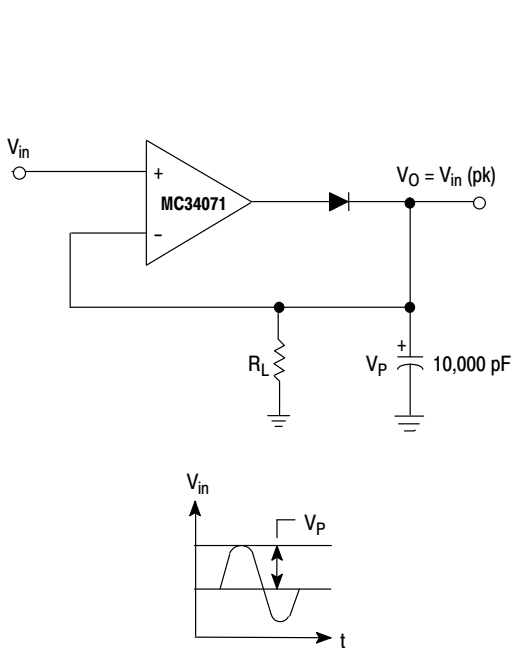 Vin
+
MC34071
−
VO = Vin (pk)
RL
+
VP
10,000 pF
Vin
VP
t